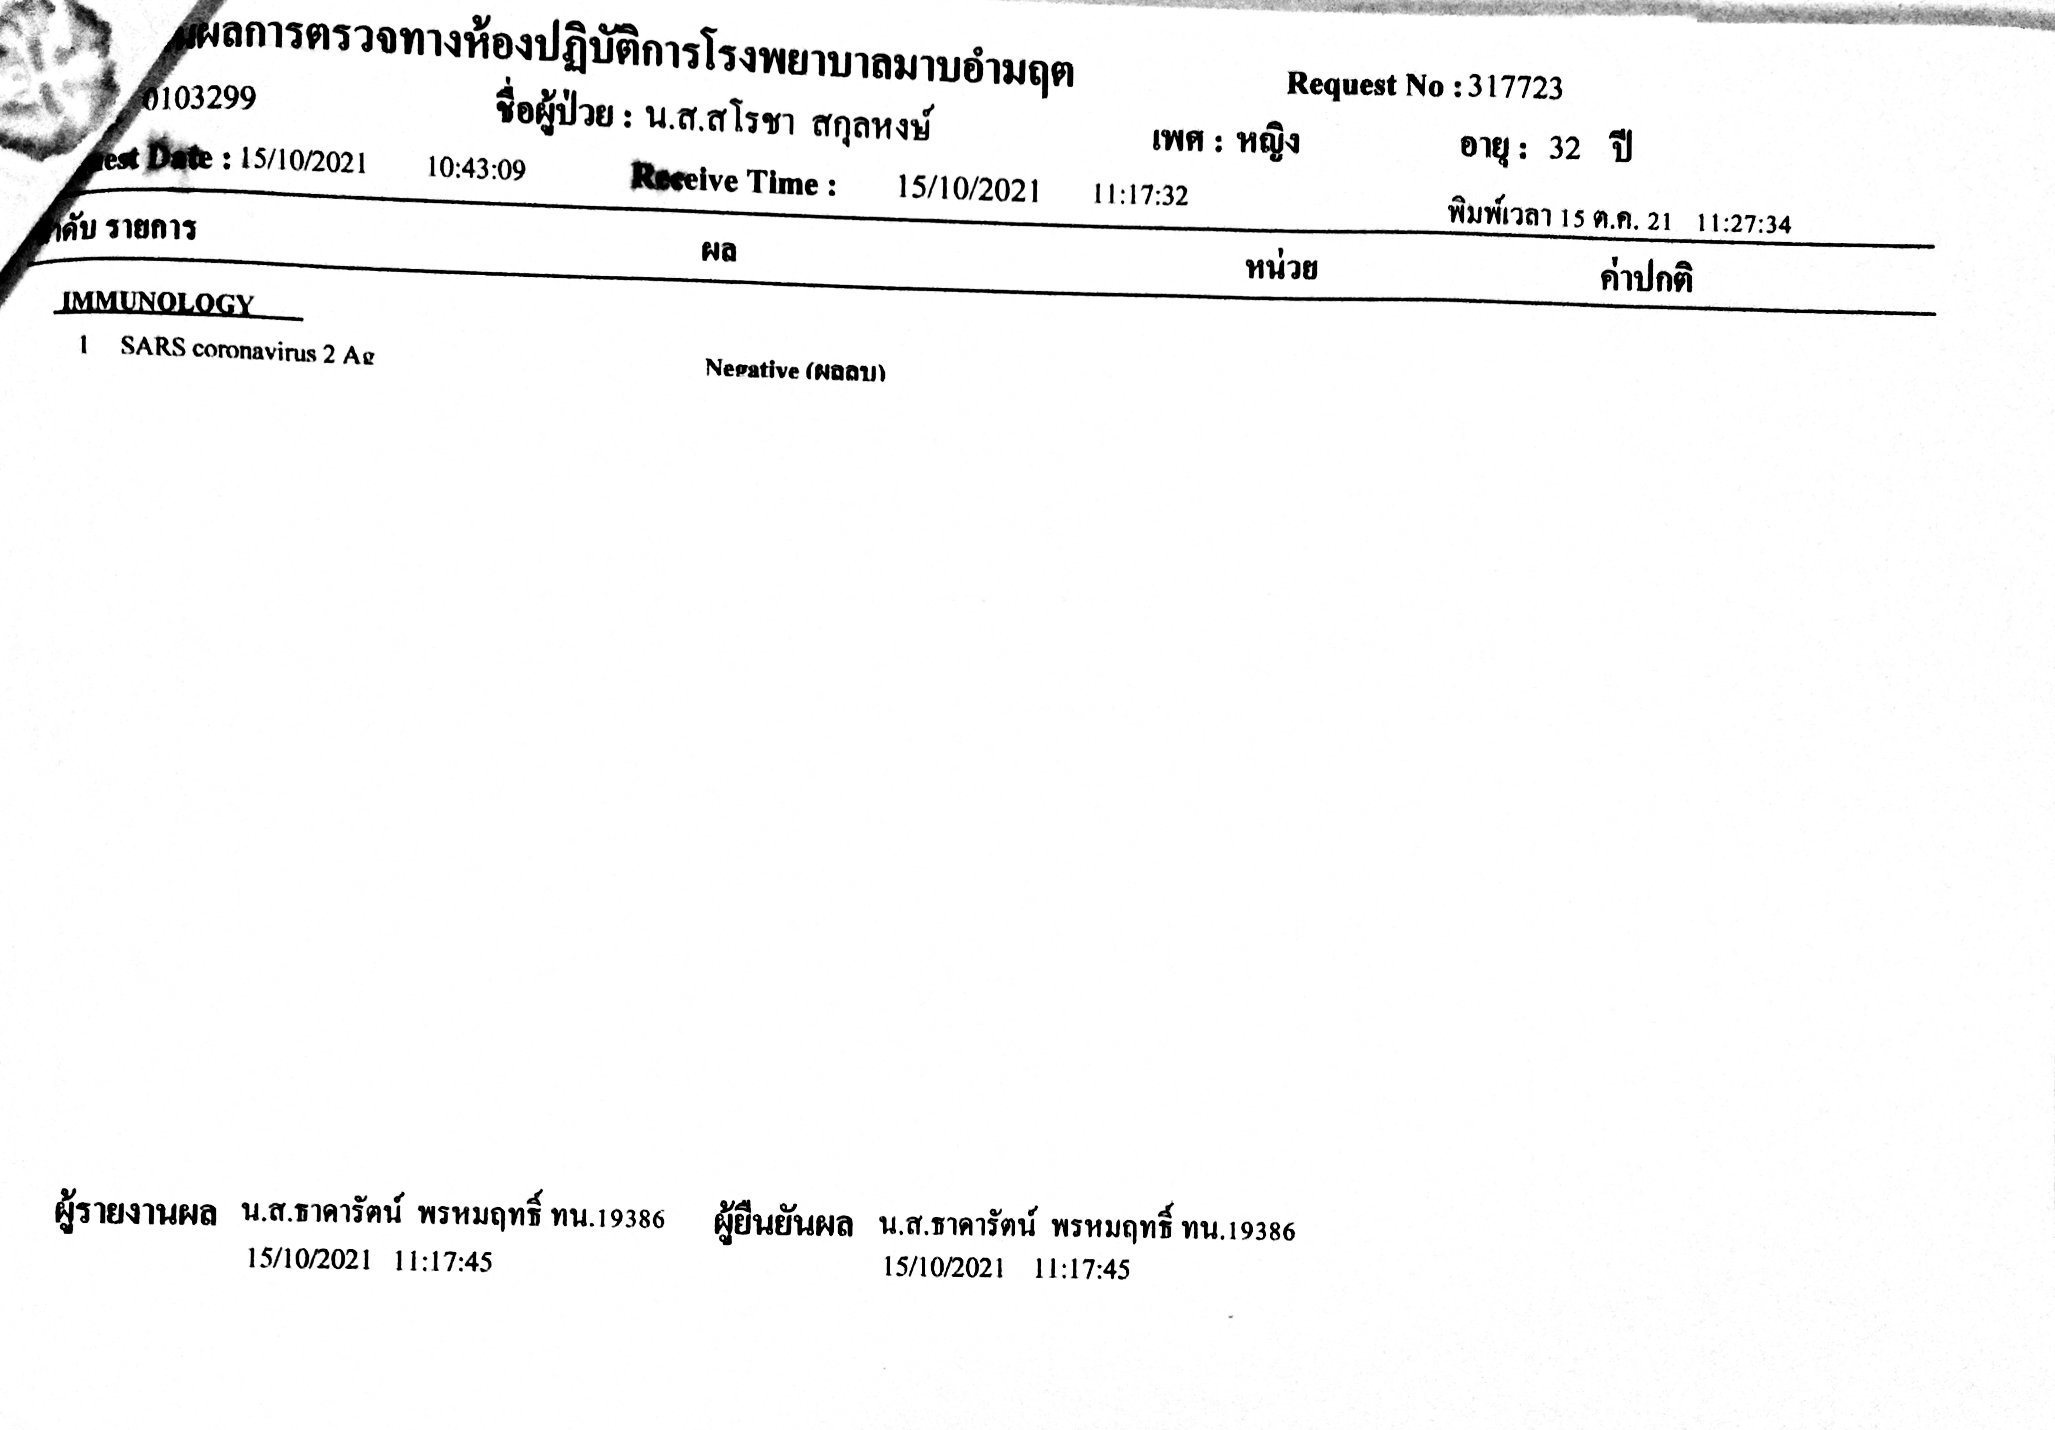 ผลการตรวจทางห้องปฏิบัติการโรงพยาบาลมาบอำมฤต Request No : 317723
0103299 ชื่อผู้ป่วย : น.ส.สโรชา สกุลหงษ์ เพศ : หญิง อายุ : 32 ปี
Date : 15/10/2021 10:43:09 Receive Time : 15/10/2021 11:17:32 พิมพ์เวลา 15 ต.ค. 21 11:27:34
รายการ ผล หน่วย ค่าปกติ
IMMUNOLOGY
1 SARS coronavirus 2 Ag Negative (ผลลบ)
ผู้รายงานผล น.ส.ธาดารัตน์ พรหมฤทธิ์ ทน.19386 ผู้ยืนยันผล น.ส.ธาดารัตน์ พรหมฤทธิ์ ทน.19386
15/10/2021 11:17:45 15/10/2021 11:17:45